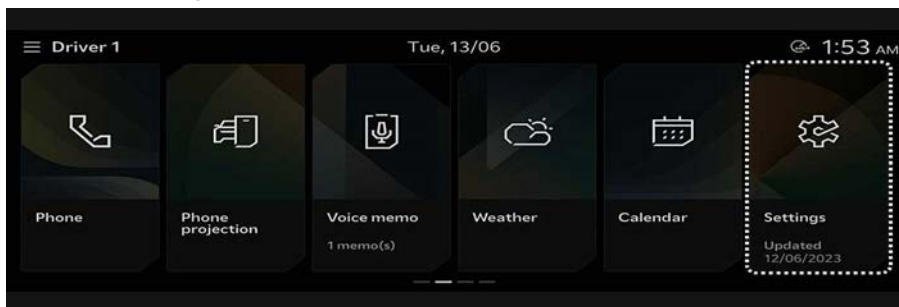 Driver 1
Tue, 13/06
1:53 AM
Phone
Phone
projection
Voice memo
1 memo(s)
Weather
Calendar
Settings
Updated
12/06/2023